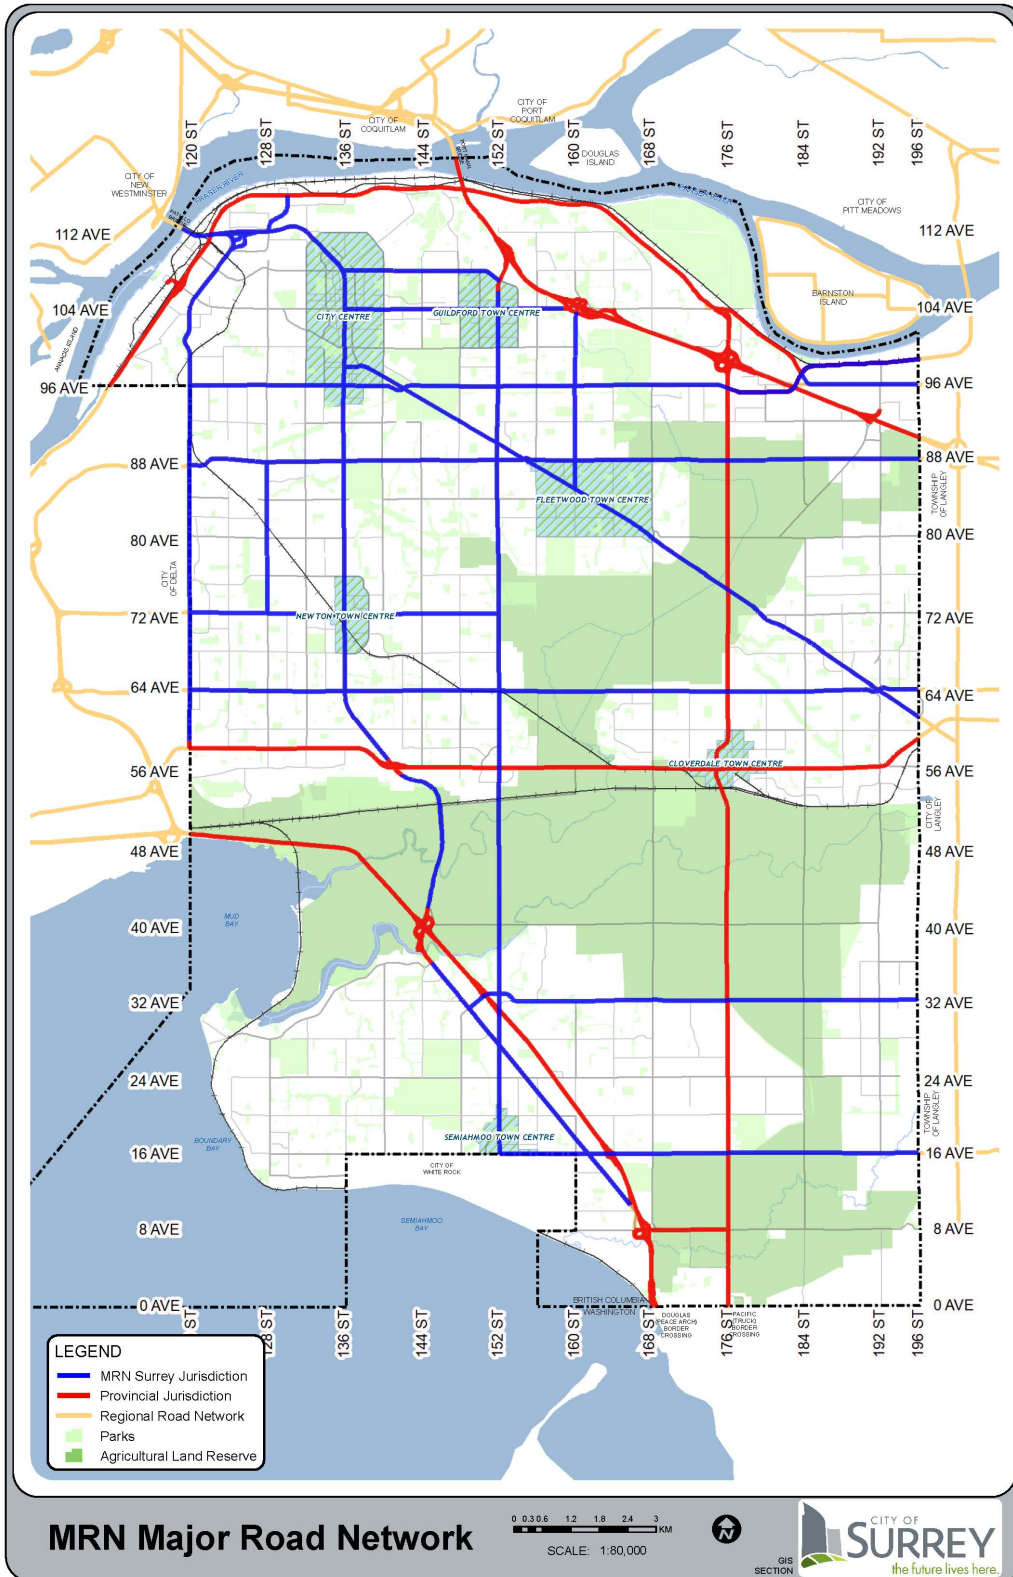 CITY OF
PORT
COQUITLAM
CITY OF
COQUITLAM
120 ST
128 ST
136 ST
144 ST
152 ST
160 ST
168 ST
176 ST
184 ST
192 ST
196 ST
DOUGLAS
ISLAND
CITY OF
NEW
WESTMINSTER
FRASER RIVER
CITY OF
PITT MEADOWS
112 AVE
112 AVE
BARNSTON
ISLAND
104 AVE
104 AVE
CITY CENTRE
GUILDFORD TOWN CENTRE
ANNACIS ISLAND
96 AVE
96 AVE
88 AVE
88 AVE
FLEETWOOD TOWN CENTRE
TOWNSHIP
OF LANGLEY
80 AVE
80 AVE
CITY
OF DELTA
72 AVE
72 AVE
NEWTON TOWN CENTRE
64 AVE
64 AVE
CLOVERDALE TOWN CENTRE
56 AVE
56 AVE
CITY OF
LANGLEY
48 AVE
48 AVE
MUD
BAY
40 AVE
40 AVE
32 AVE
32 AVE
24 AVE
24 AVE
TOWNSHIP
OF LANGLEY
BOUNDARY
BAY
SEMIAHMOO TOWN CENTRE
16 AVE
16 AVE
CITY OF
WHITE ROCK
SEMIAHMOO
BAY
8 AVE
8 AVE
0 AVE
0 AVE
BRITISH COLUMBIA
WASHINGTON
ST
128 ST
136 ST
144 ST
152 ST
160 ST
168 ST
176 ST
184 ST
192 ST
196 ST
DOUGLAS
(PEACE ARCH)
BORDER
CROSSING
PACIFIC
(TRUCK)
BORDER
CROSSING
LEGEND
MRN Surrey Jurisdiction
Provincial Jurisdiction
Regional Road Network
Parks
Agricultural Land Reserve
MRN Major Road Network
0 0.3 0.6 1.2 1.8 2.4 3
KM
SCALE: 1:80,000
N
GIS
SECTION
CITY OF
SURREY
the future lives here.